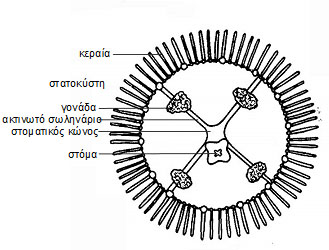 κεραία
στατοκύστη
γονάδα
ακτινωτό σωληνάριο
στοματικός κώνος
στόμα